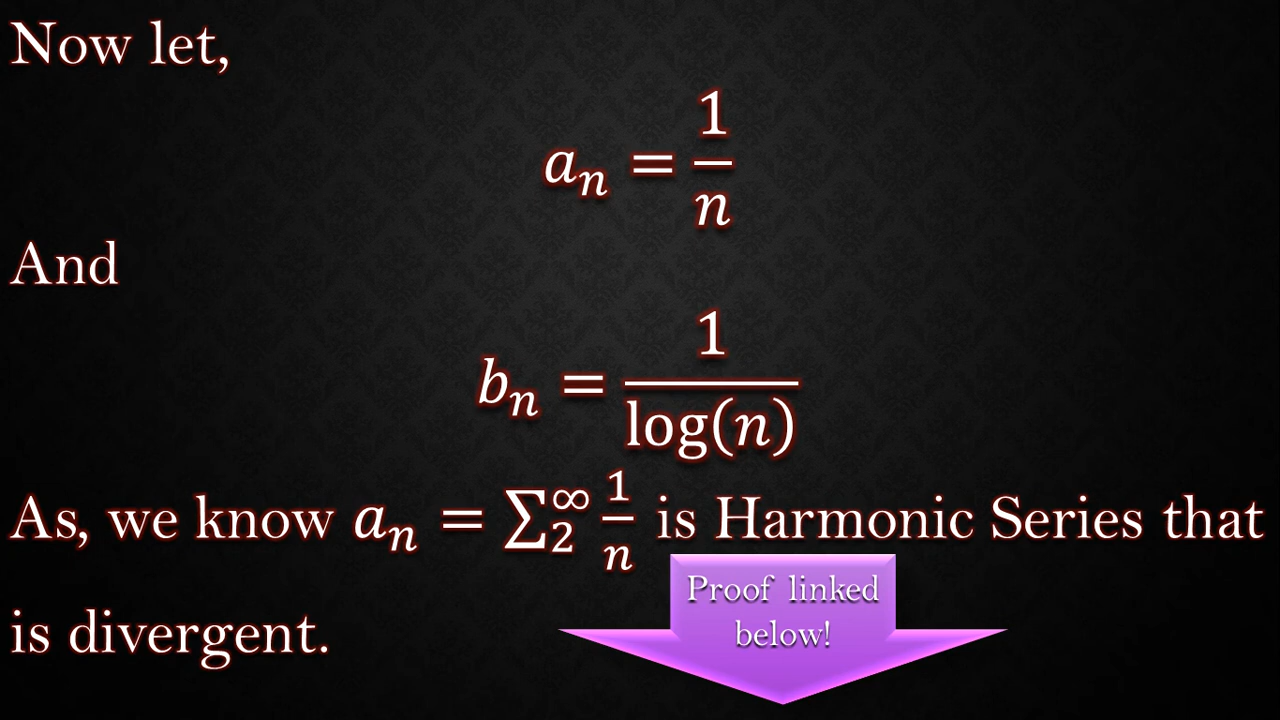 Now let,
aₙ = 1/n
And
bₙ = 1/log(n)
As, we know aₙ = ∑₂^∞ 1/n is Harmonic Series that
is divergent.
Proof linked
below!